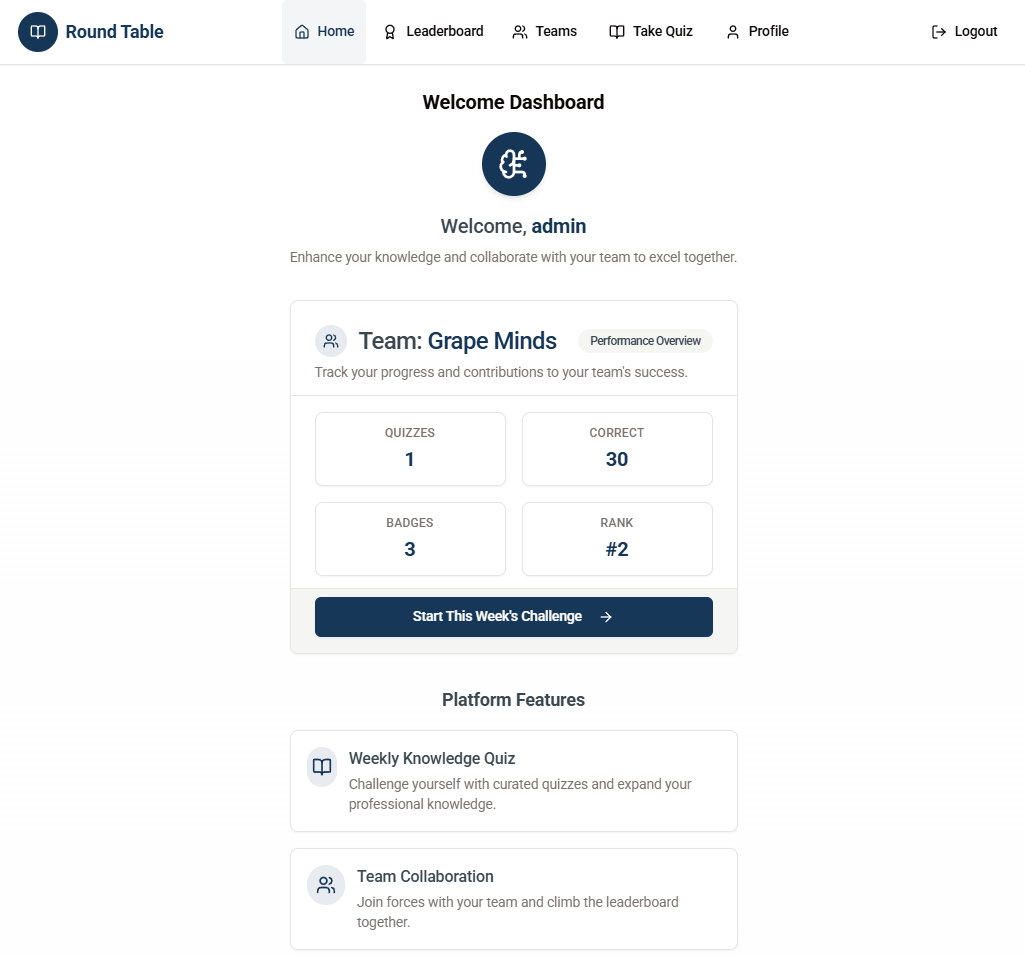 Round Table
Home
Leaderboard
Teams
Take Quiz
Profile
Logout
Welcome Dashboard
Welcome, admin
Enhance your knowledge and collaborate with your team to excel together.
Team: Grape Minds
Performance Overview
Track your progress and contributions to your team's success.
QUIZZES
1
CORRECT
30
BADGES
3
RANK
#2
Start This Week's Challenge
Platform Features
Weekly Knowledge Quiz
Challenge yourself with curated quizzes and expand your
professional knowledge.
Team Collaboration
Join forces with your team and climb the leaderboard
together.